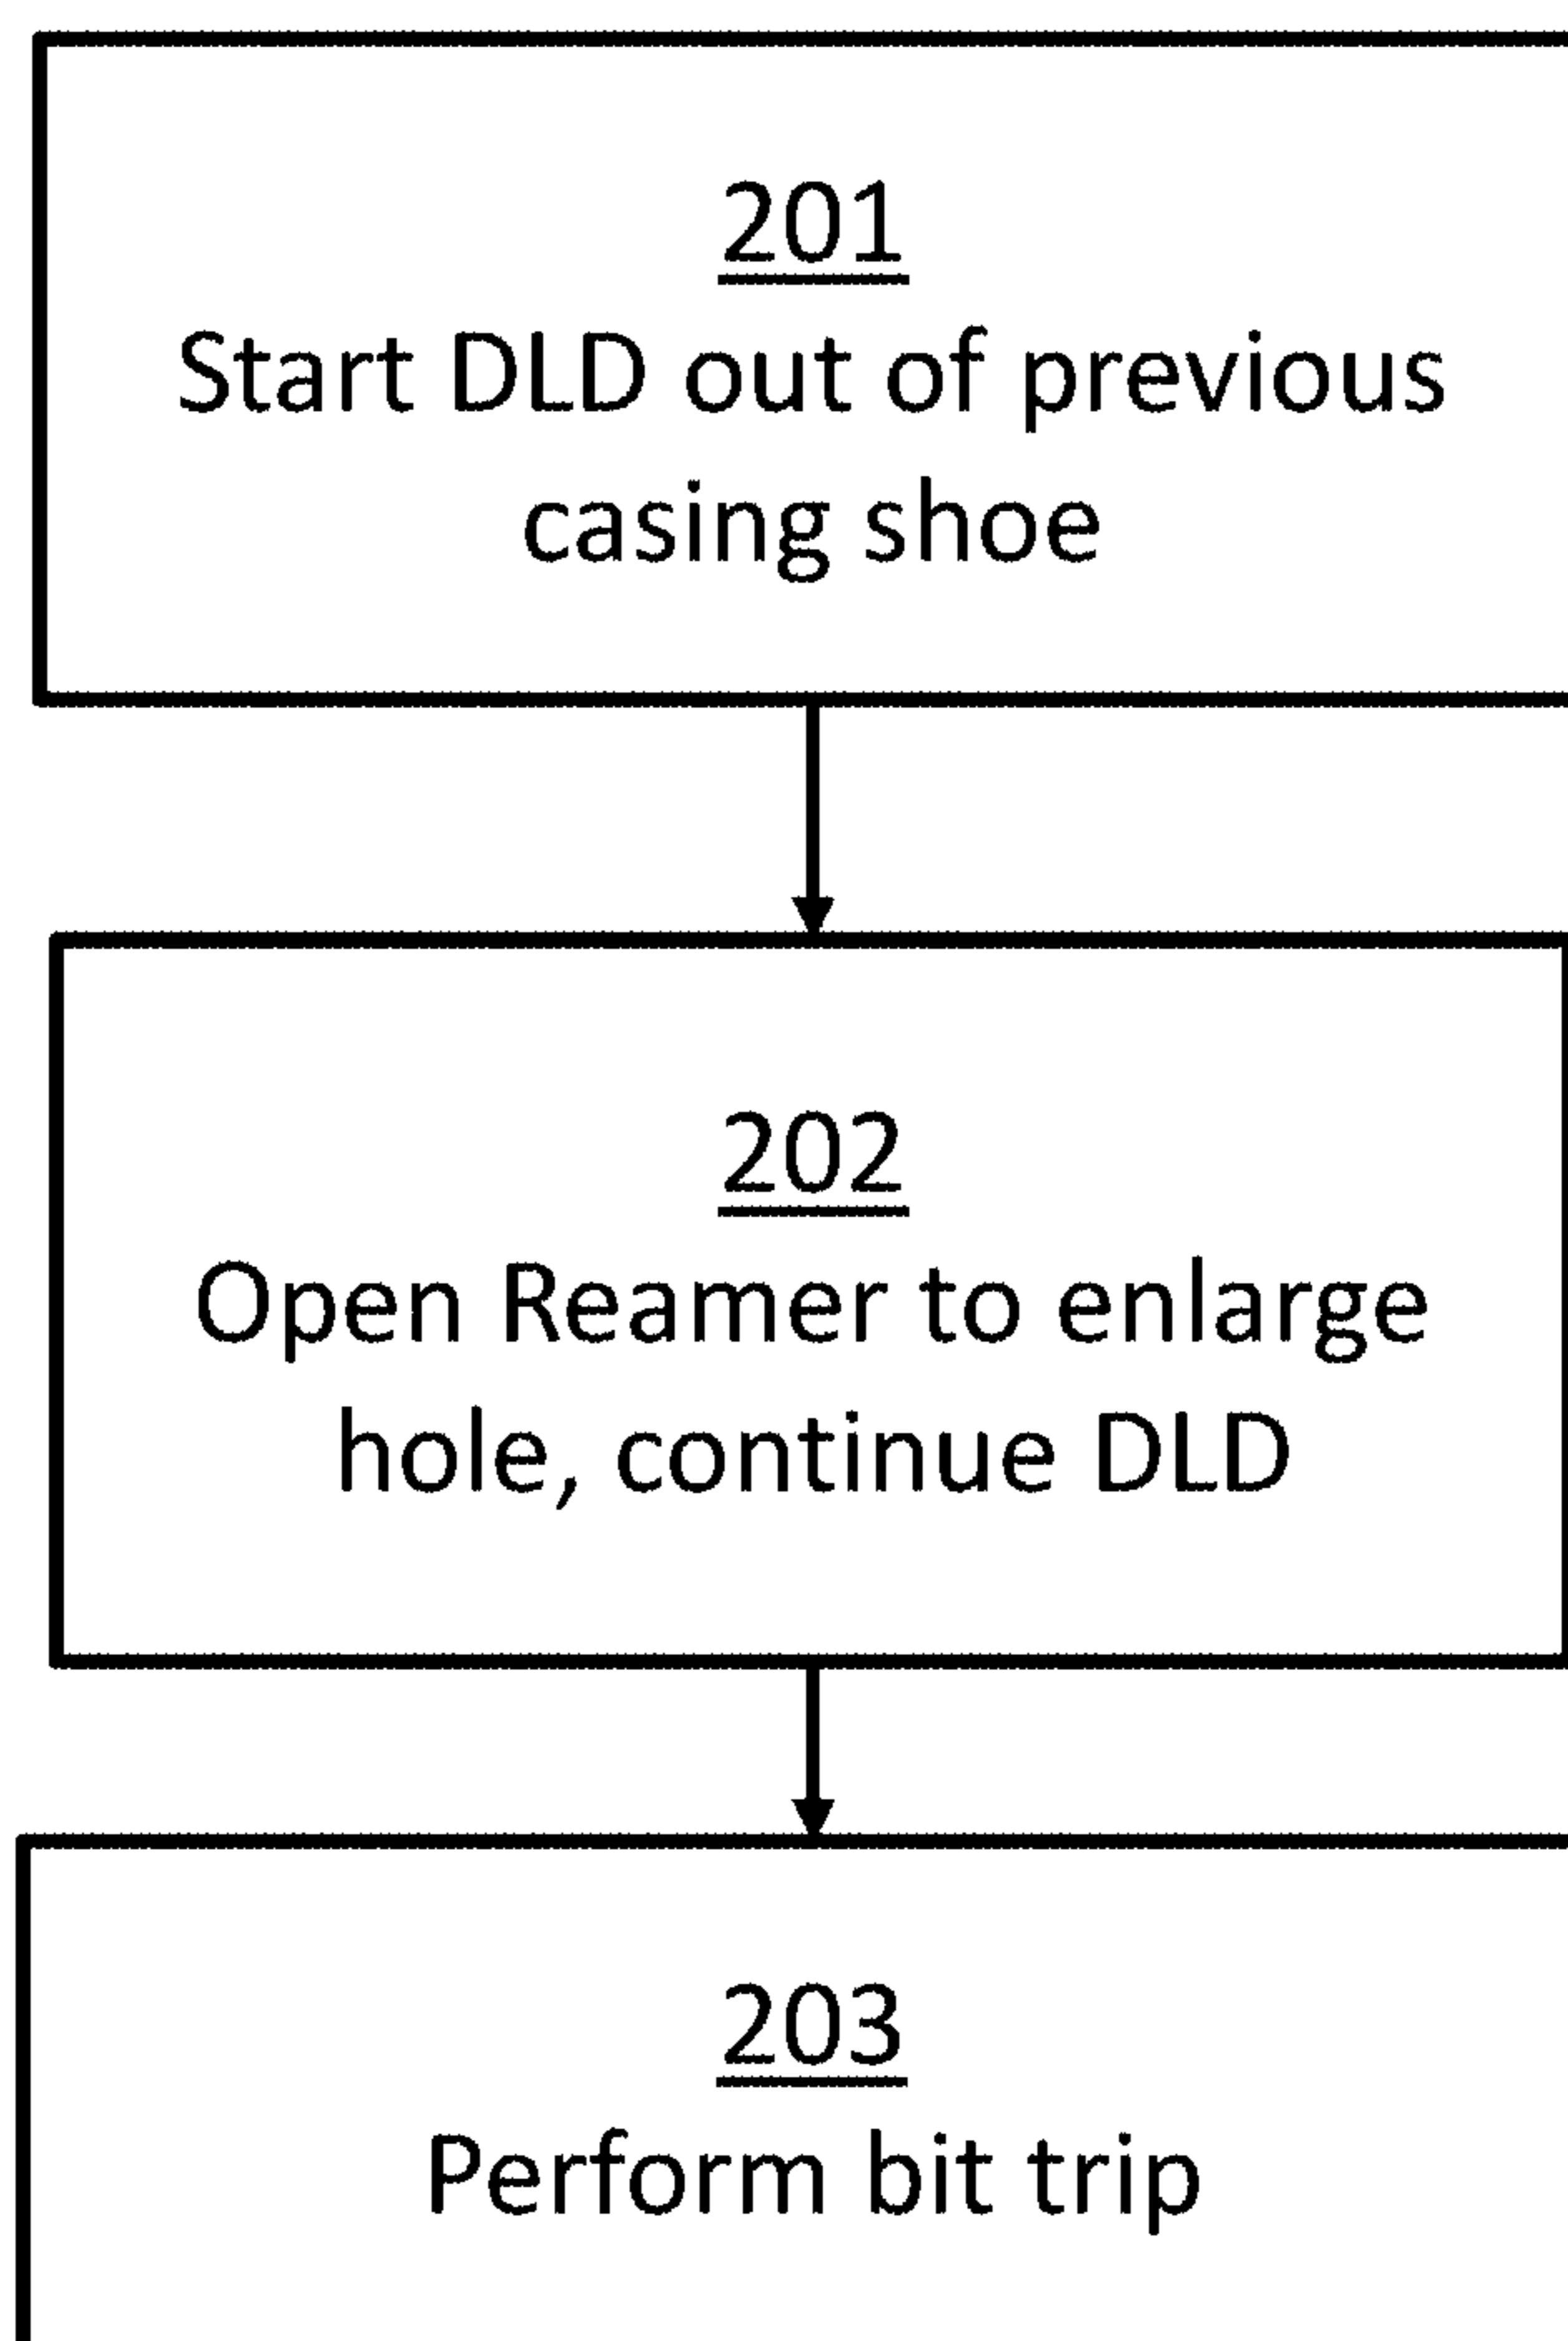 201
Start DLD out of previous
casing shoe
202
Open Reamer to enlarge
hole, continue DLD
203
Perform bit trip